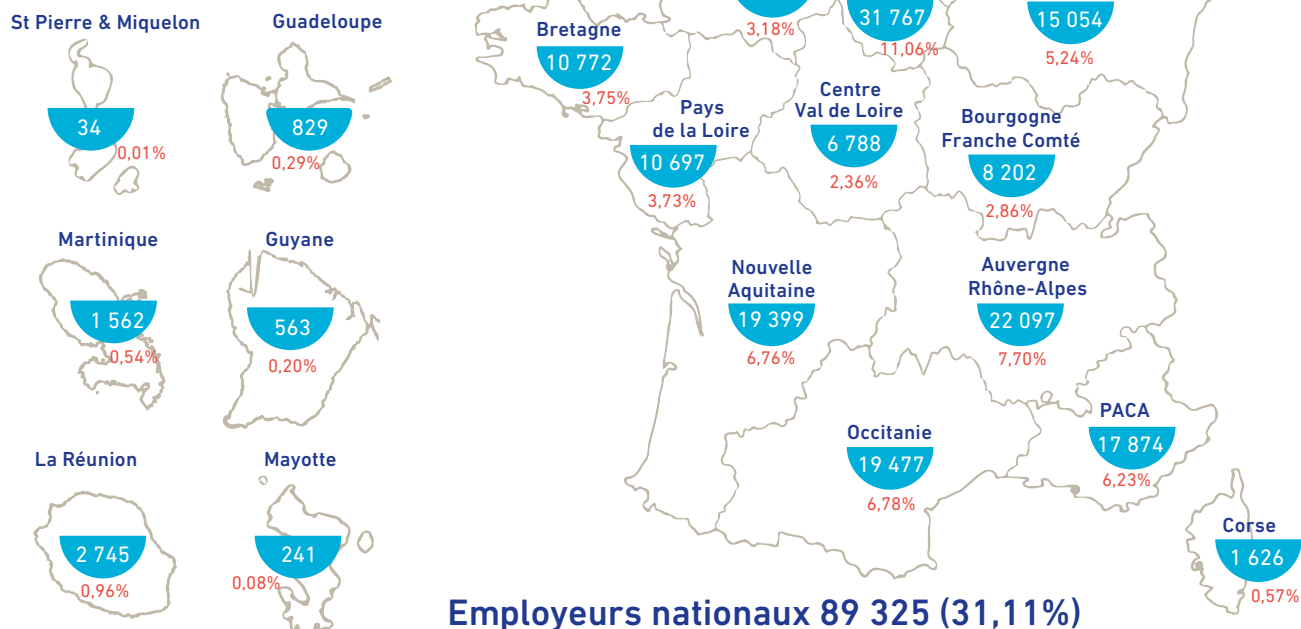 St Pierre & Miquelon
34
0,01%
Guadeloupe
829
0,29%
Martinique
1 562
0,54%
Guyane
563
0,20%
La Réunion
2 745
0,96%
Mayotte
241
0,08%
3,18%
31 767
11,06%
15 054
5,24%
Bretagne
10 772
3,75%
Pays
de la Loire
10 697
3,73%
Centre
Val de Loire
6 788
2,36%
Bourgogne
Franche Comté
8 202
2,86%
Nouvelle
Aquitaine
19 399
6,76%
Auvergne
Rhône-Alpes
22 097
7,70%
Occitanie
19 477
6,78%
PACA
17 874
6,23%
Corse
1 626
0,57%
Employeurs nationaux 89 325 (31,11%)